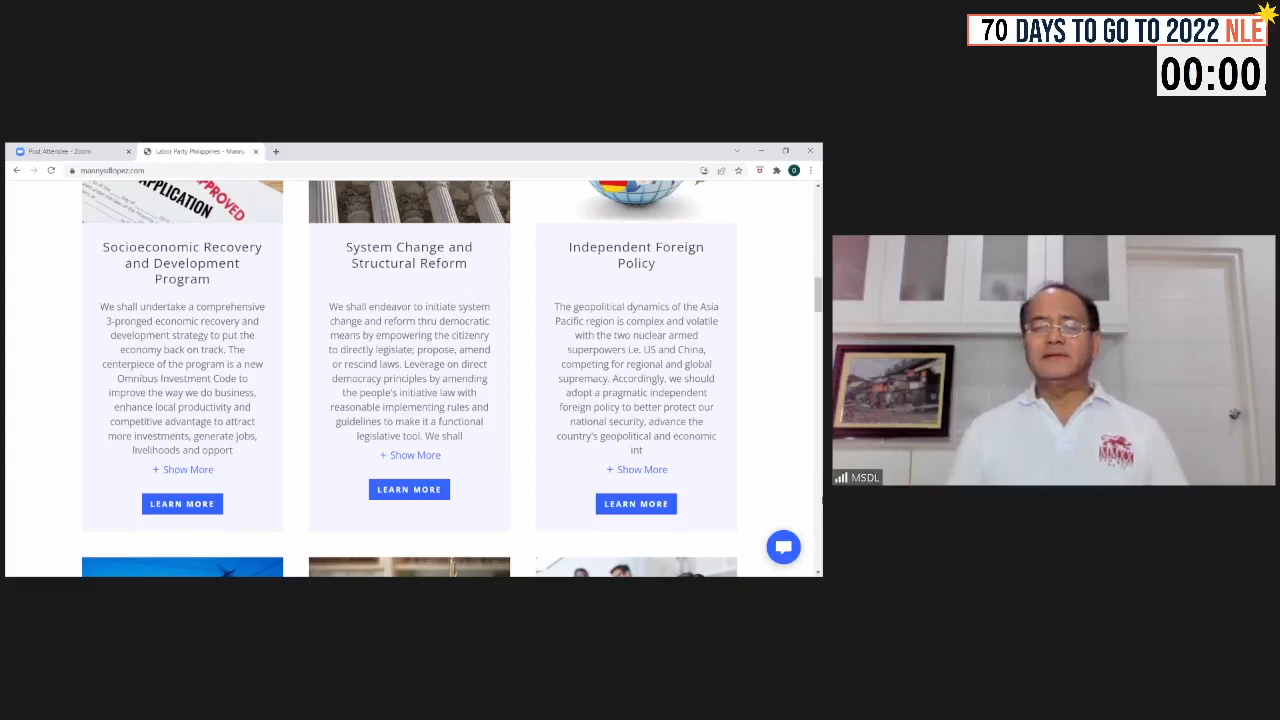 70 DAYS TO GO TO 2022 NLE
00:00
Post Attendee - Zoom
Labor Party Philippines - Manny
mannysdlopez.com
APPROVED
APPLICATION
Socioeconomic Recovery
and Development
Program
We shall undertake a comprehensive
3-pronged economic recovery and
development strategy to put the
economy back on track. The
centerpiece of the program is a new
Omnibus Investment Code to
improve the way we do business,
enhance local productivity and
competitive advantage to attract
more investments, generate jobs,
livelihoods and opport
+ Show More
LEARN MORE
System Change and
Structural Reform
We shall endeavor to initiate system
change and reform thru democratic
means by empowering the citizenry
to directly legislate; propose, amend
or rescind laws. Leverage on direct
democracy principles by amending
the people's initiative law with
reasonable implementing rules and
guidelines to make it a functional
legislative tool. We shall
+ Show More
LEARN MORE
Independent Foreign
Policy
The geopolitical dynamics of the Asia
Pacific region is complex and volatile
with the two nuclear armed
superpowers i.e. US and China,
competing for regional and global
supremacy. Accordingly, we should
adopt a pragmatic independent
foreign policy to better protect our
national security, advance the
country's geopolitical and economic
int
+ Show More
LEARN MORE
MSDL